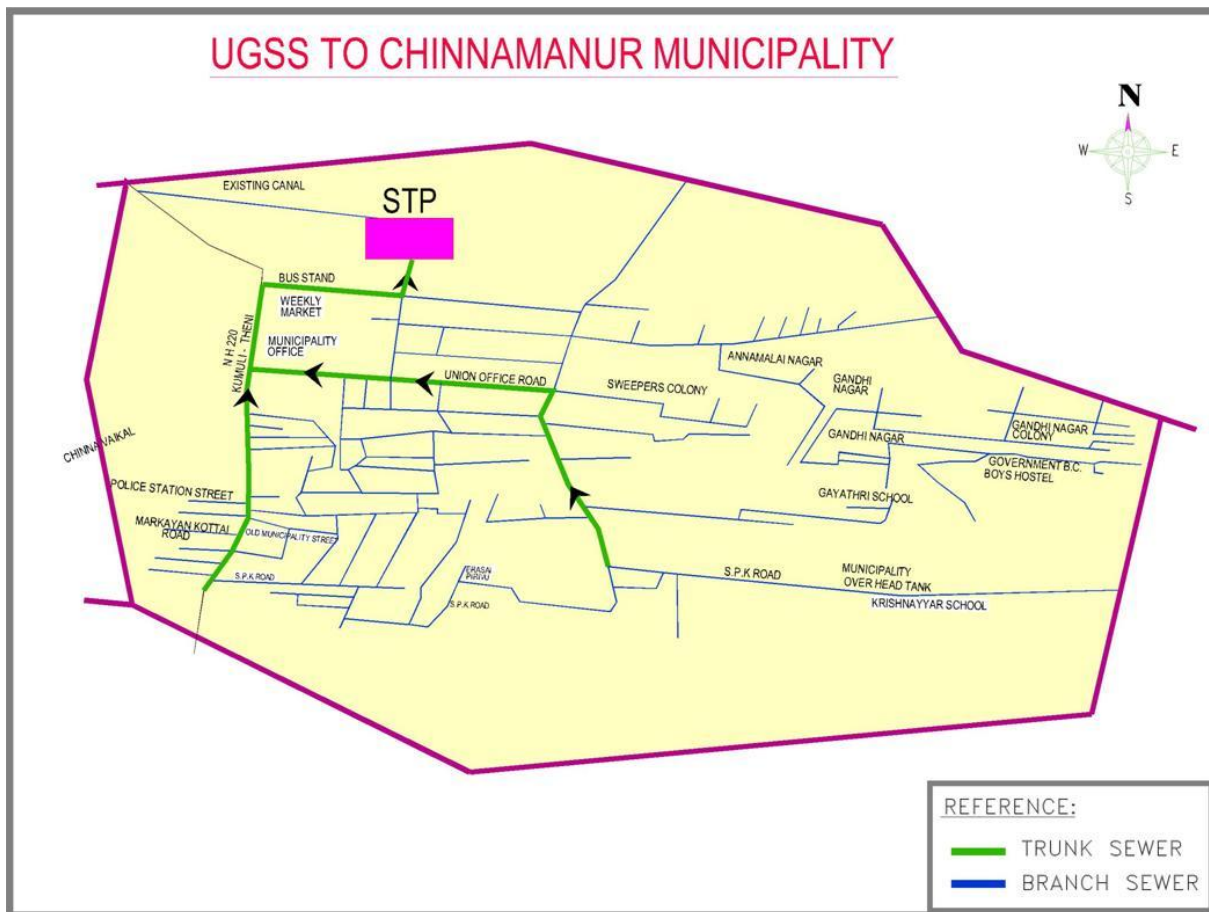 UGSS TO CHINNAMANUR MUNICIPALITY
N
W
E
S
EXISTING CANAL
STP
BUS STAND
WEEKLY
MARKET
N H 220
KUMULI - THENI
MUNICIPALITY
OFFICE
UNION OFFICE ROAD
SWEEPERS COLONY
ANNAMALAI NAGAR
GANDHI
NAGAR
GANDHI NAGAR
GANDHI NAGAR
COLONY
GOVERNMENT B.C.
BOYS HOSTEL
GAYATHRI SCHOOL
CHINNAVAIKAL
POLICE STATION STREET
MARKAYAN KOTTAI
ROAD
OLD MUNICIPALITY STREET
S.P.K ROAD
S.P.K ROAD
S.P.K ROAD
MUNICIPALITY
OVER HEAD TANK
KRISHNAYYAR SCHOOL
REFERENCE:
TRUNK SEWER
BRANCH SEWER